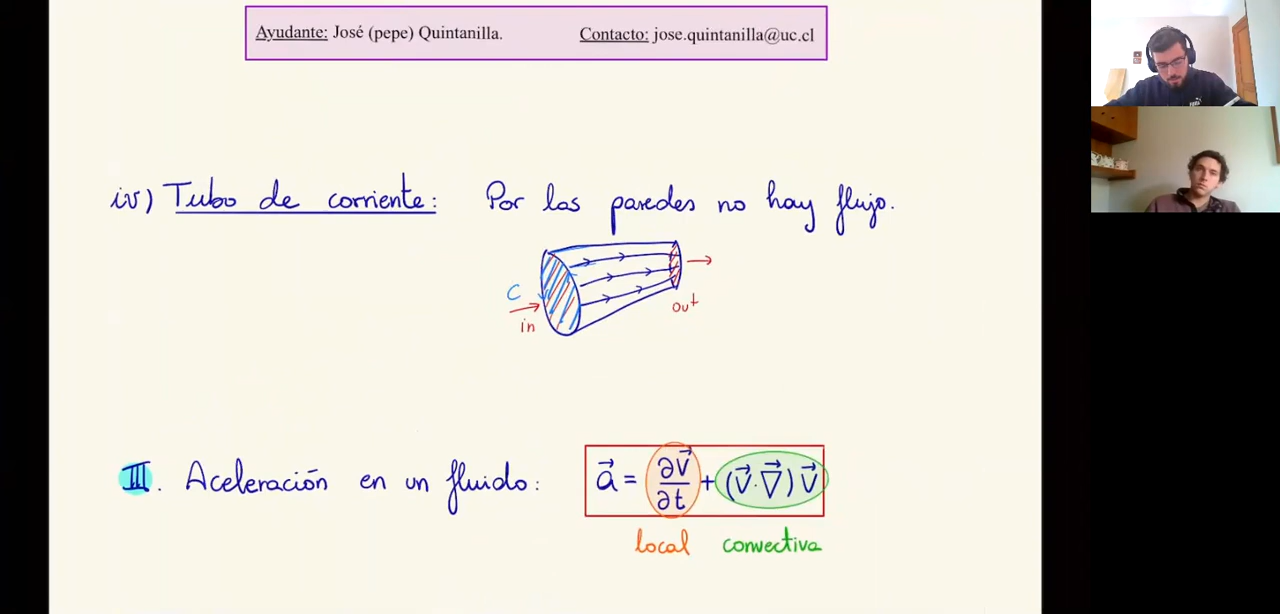 Ayudante: José (pepe) Quintanilla. Contacto: jose.quintanilla@uc.cl
iv) Tubo de corriente: Por las paredes no hay flujo.
C
in
out
III. Aceleración en un fluido: a⃗ = ∂v⃗/∂t + (v⃗·∇⃗)v⃗
local convectiva